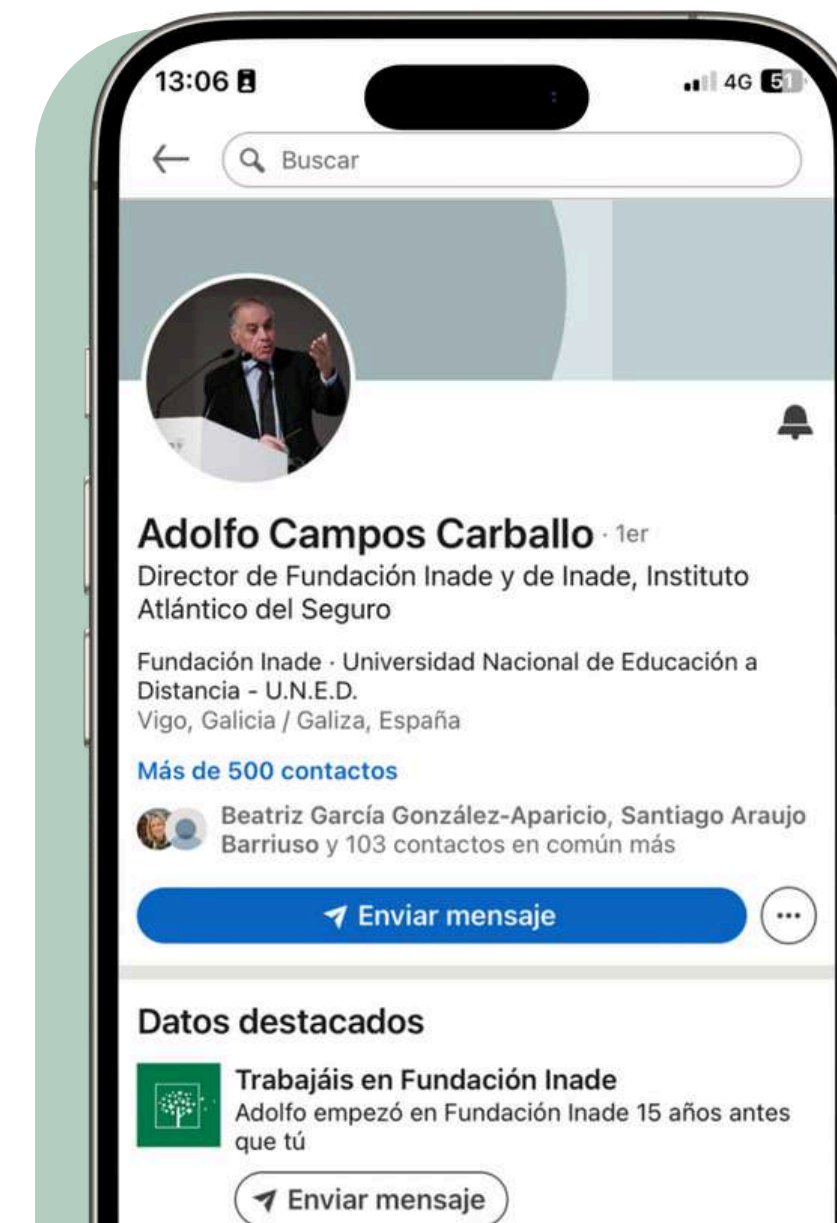 13:06
4G 51
Buscar
Adolfo Campos Carballo · 1er
Director de Fundación Inade y de Inade, Instituto
Atlántico del Seguro
Fundación Inade · Universidad Nacional de Educación a
Distancia - U.N.E.D.
Vigo, Galicia / Galiza, España
Más de 500 contactos
Beatriz García González-Aparicio, Santiago Araujo
Barriuso y 103 contactos en común más
Enviar mensaje
Datos destacados
Trabajáis en Fundación Inade
Adolfo empezó en Fundación Inade 15 años antes
que tú
Enviar mensaje